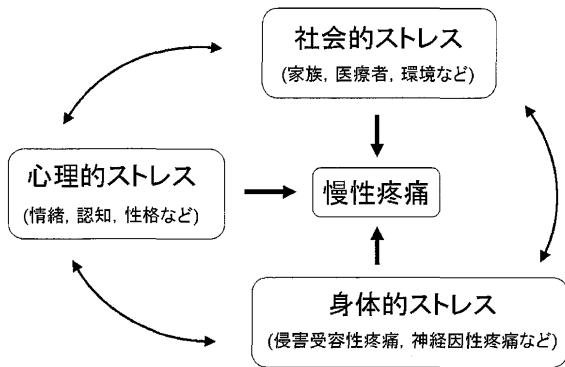 社会的ストレス
(家族, 医療者, 環境など)
心理的ストレス
(情緒, 認知, 性格など)
慢性疼痛
身体的ストレス
(侵害受容性疼痛, 神経因性疼痛など)